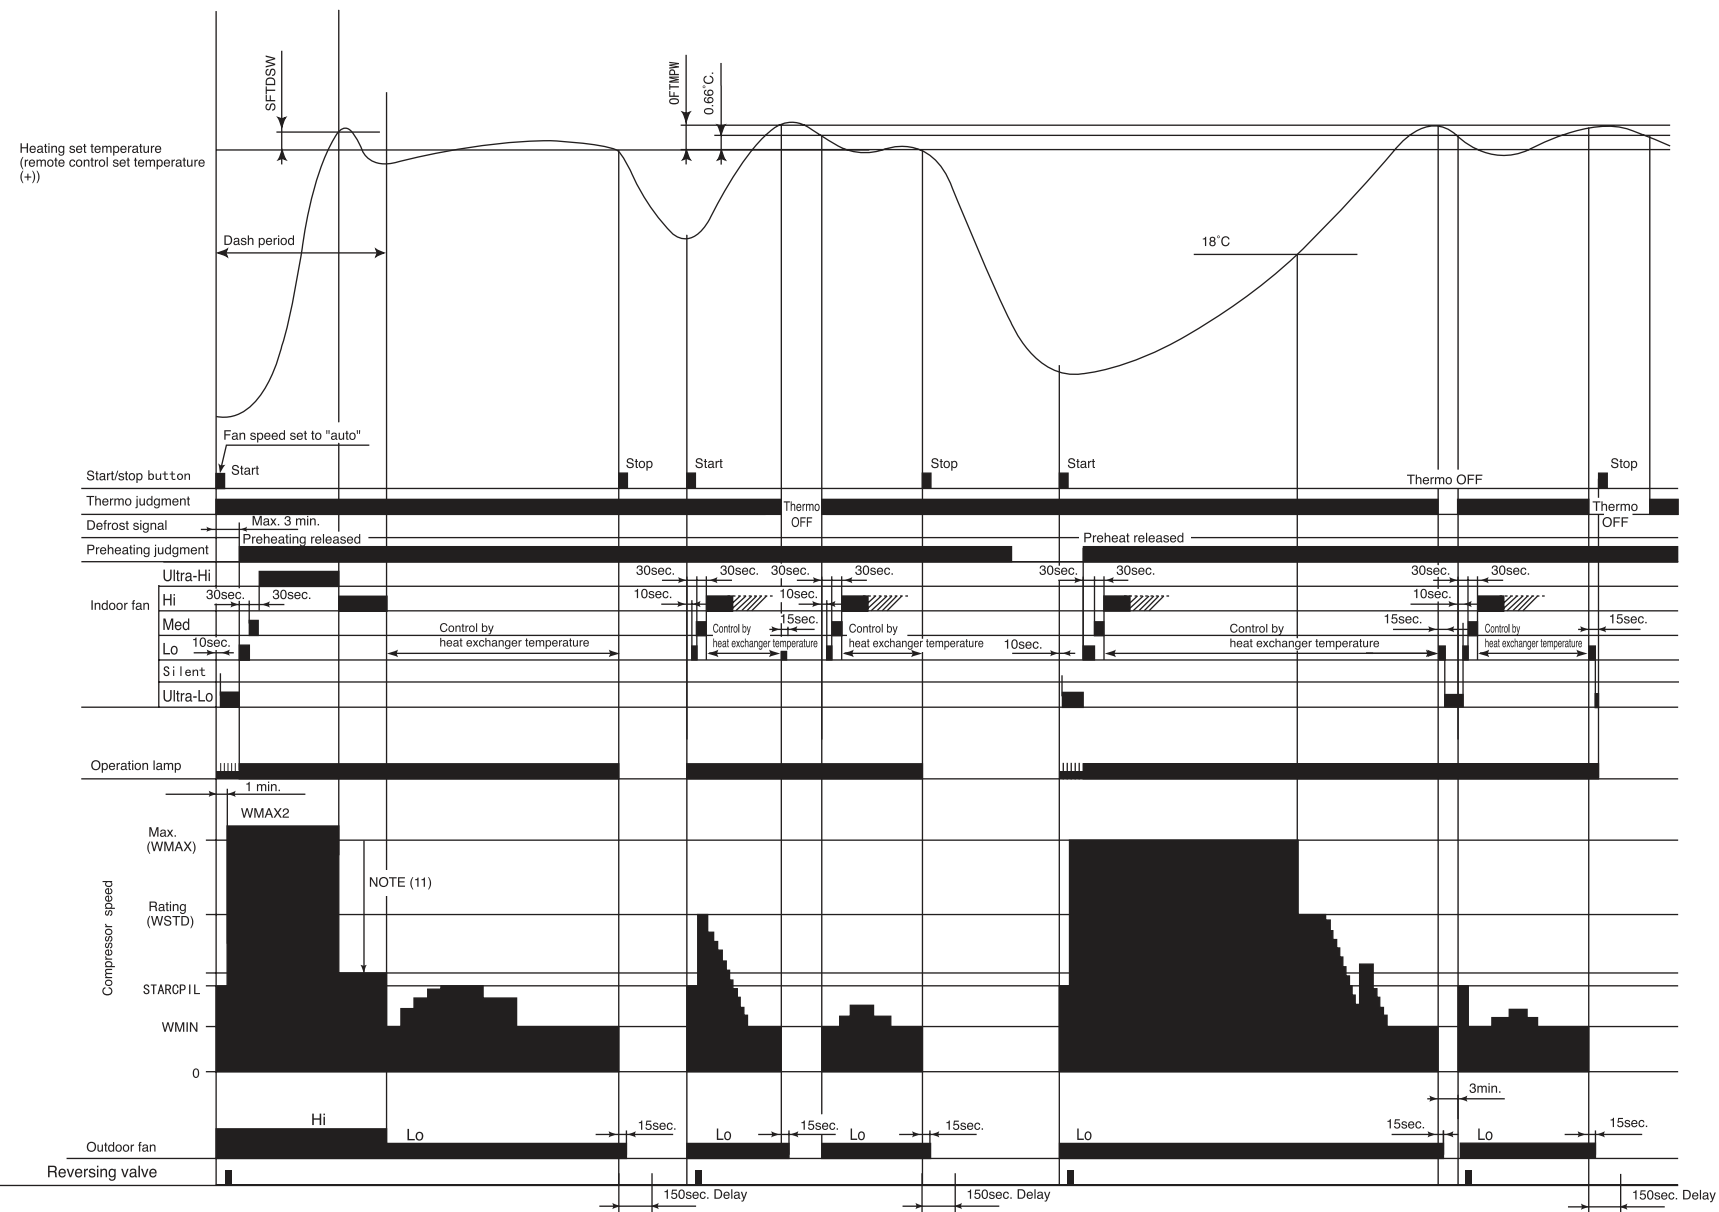 SFTDSW
OFTMPW
0.66°C.
Heating set temperature
(remote control set temperature
(+))
Dash period
18°C
Fan speed set to "auto"
Start/stop button
Start
Stop
Start
Stop
Start
Thermo OFF
Stop
Thermo judgment
Thermo
OFF
Thermo
OFF
Defrost signal
Max. 3 min.
Preheating released
Preheat released
Preheating judgment
Indoor fan
Ultra-Hi
30sec.
30sec.
30sec.
30sec.
30sec.
30sec.
30sec.
30sec.
Hi
30sec.
30sec.
10sec.
10sec.
10sec.
Med
Control by
heat exchanger temperature
Control by
heat exchanger temperature
15sec.
Control by
heat exchanger temperature
Control by
heat exchanger temperature
15sec.
Control by
heat exchanger temperature
15sec.
Lo
10sec.
10sec.
Silent
Ultra-Lo
Operation lamp
1 min.
WMAX2
Compressor speed
Max.
(WMAX)
NOTE (11)
Rating
(WSTD)
STARCPIL
WMIN
0
3min.
Outdoor fan
Hi
Lo
15sec.
Lo
15sec.
Lo
15sec.
Lo
15sec.
Lo
15sec.
Reversing valve
150sec. Delay
150sec. Delay
150sec. Delay